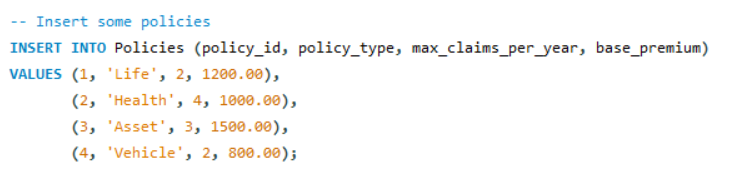 -- Insert some policies
INSERT INTO Policies (policy_id, policy_type, max_claims_per_year, base_premium)
VALUES (1, 'Life', 2, 1200.00),
(2, 'Health', 4, 1000.00),
(3, 'Asset', 3, 1500.00),
(4, 'Vehicle', 2, 800.00);